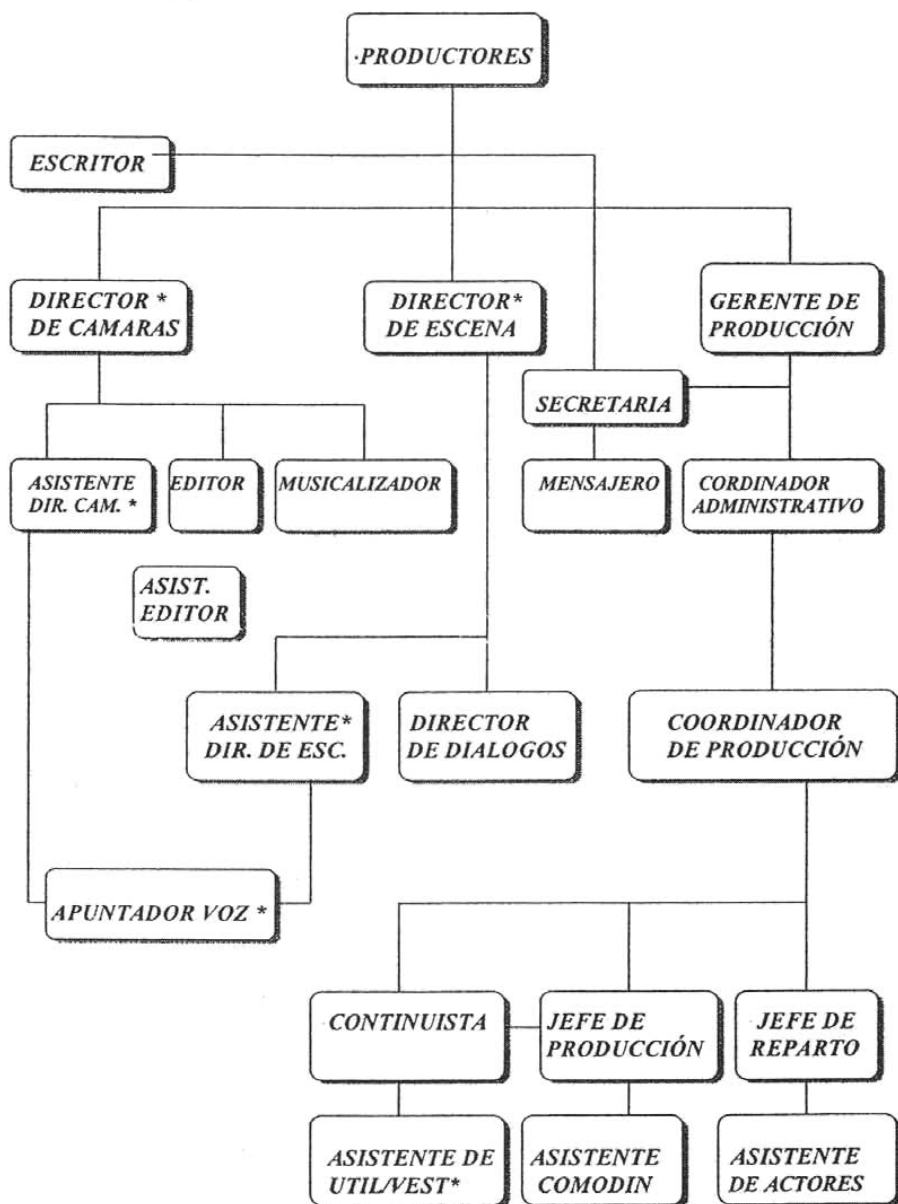 ·PRODUCTORES
ESCRITOR
DIRECTOR *
DE CAMARAS
DIRECTOR*
DE ESCENA
GERENTE DE
PRODUCCIÓN
SECRETARIA
ASISTENTE
DIR. CAM. *
EDITOR
MUSICALIZADOR
MENSAJERO
CORDINADOR
ADMINISTRATIVO
ASIST.
EDITOR
ASISTENTE*
DIR. DE ESC.
DIRECTOR
DE DIALOGOS
COORDINADOR
DE PRODUCCIÓN
APUNTADOR VOZ *
CONTINUISTA
JEFE DE
PRODUCCIÓN
JEFE DE
REPARTO
ASISTENTE DE
UTIL/VEST*
ASISTENTE
COMODIN
ASISTENTE
DE ACTORES